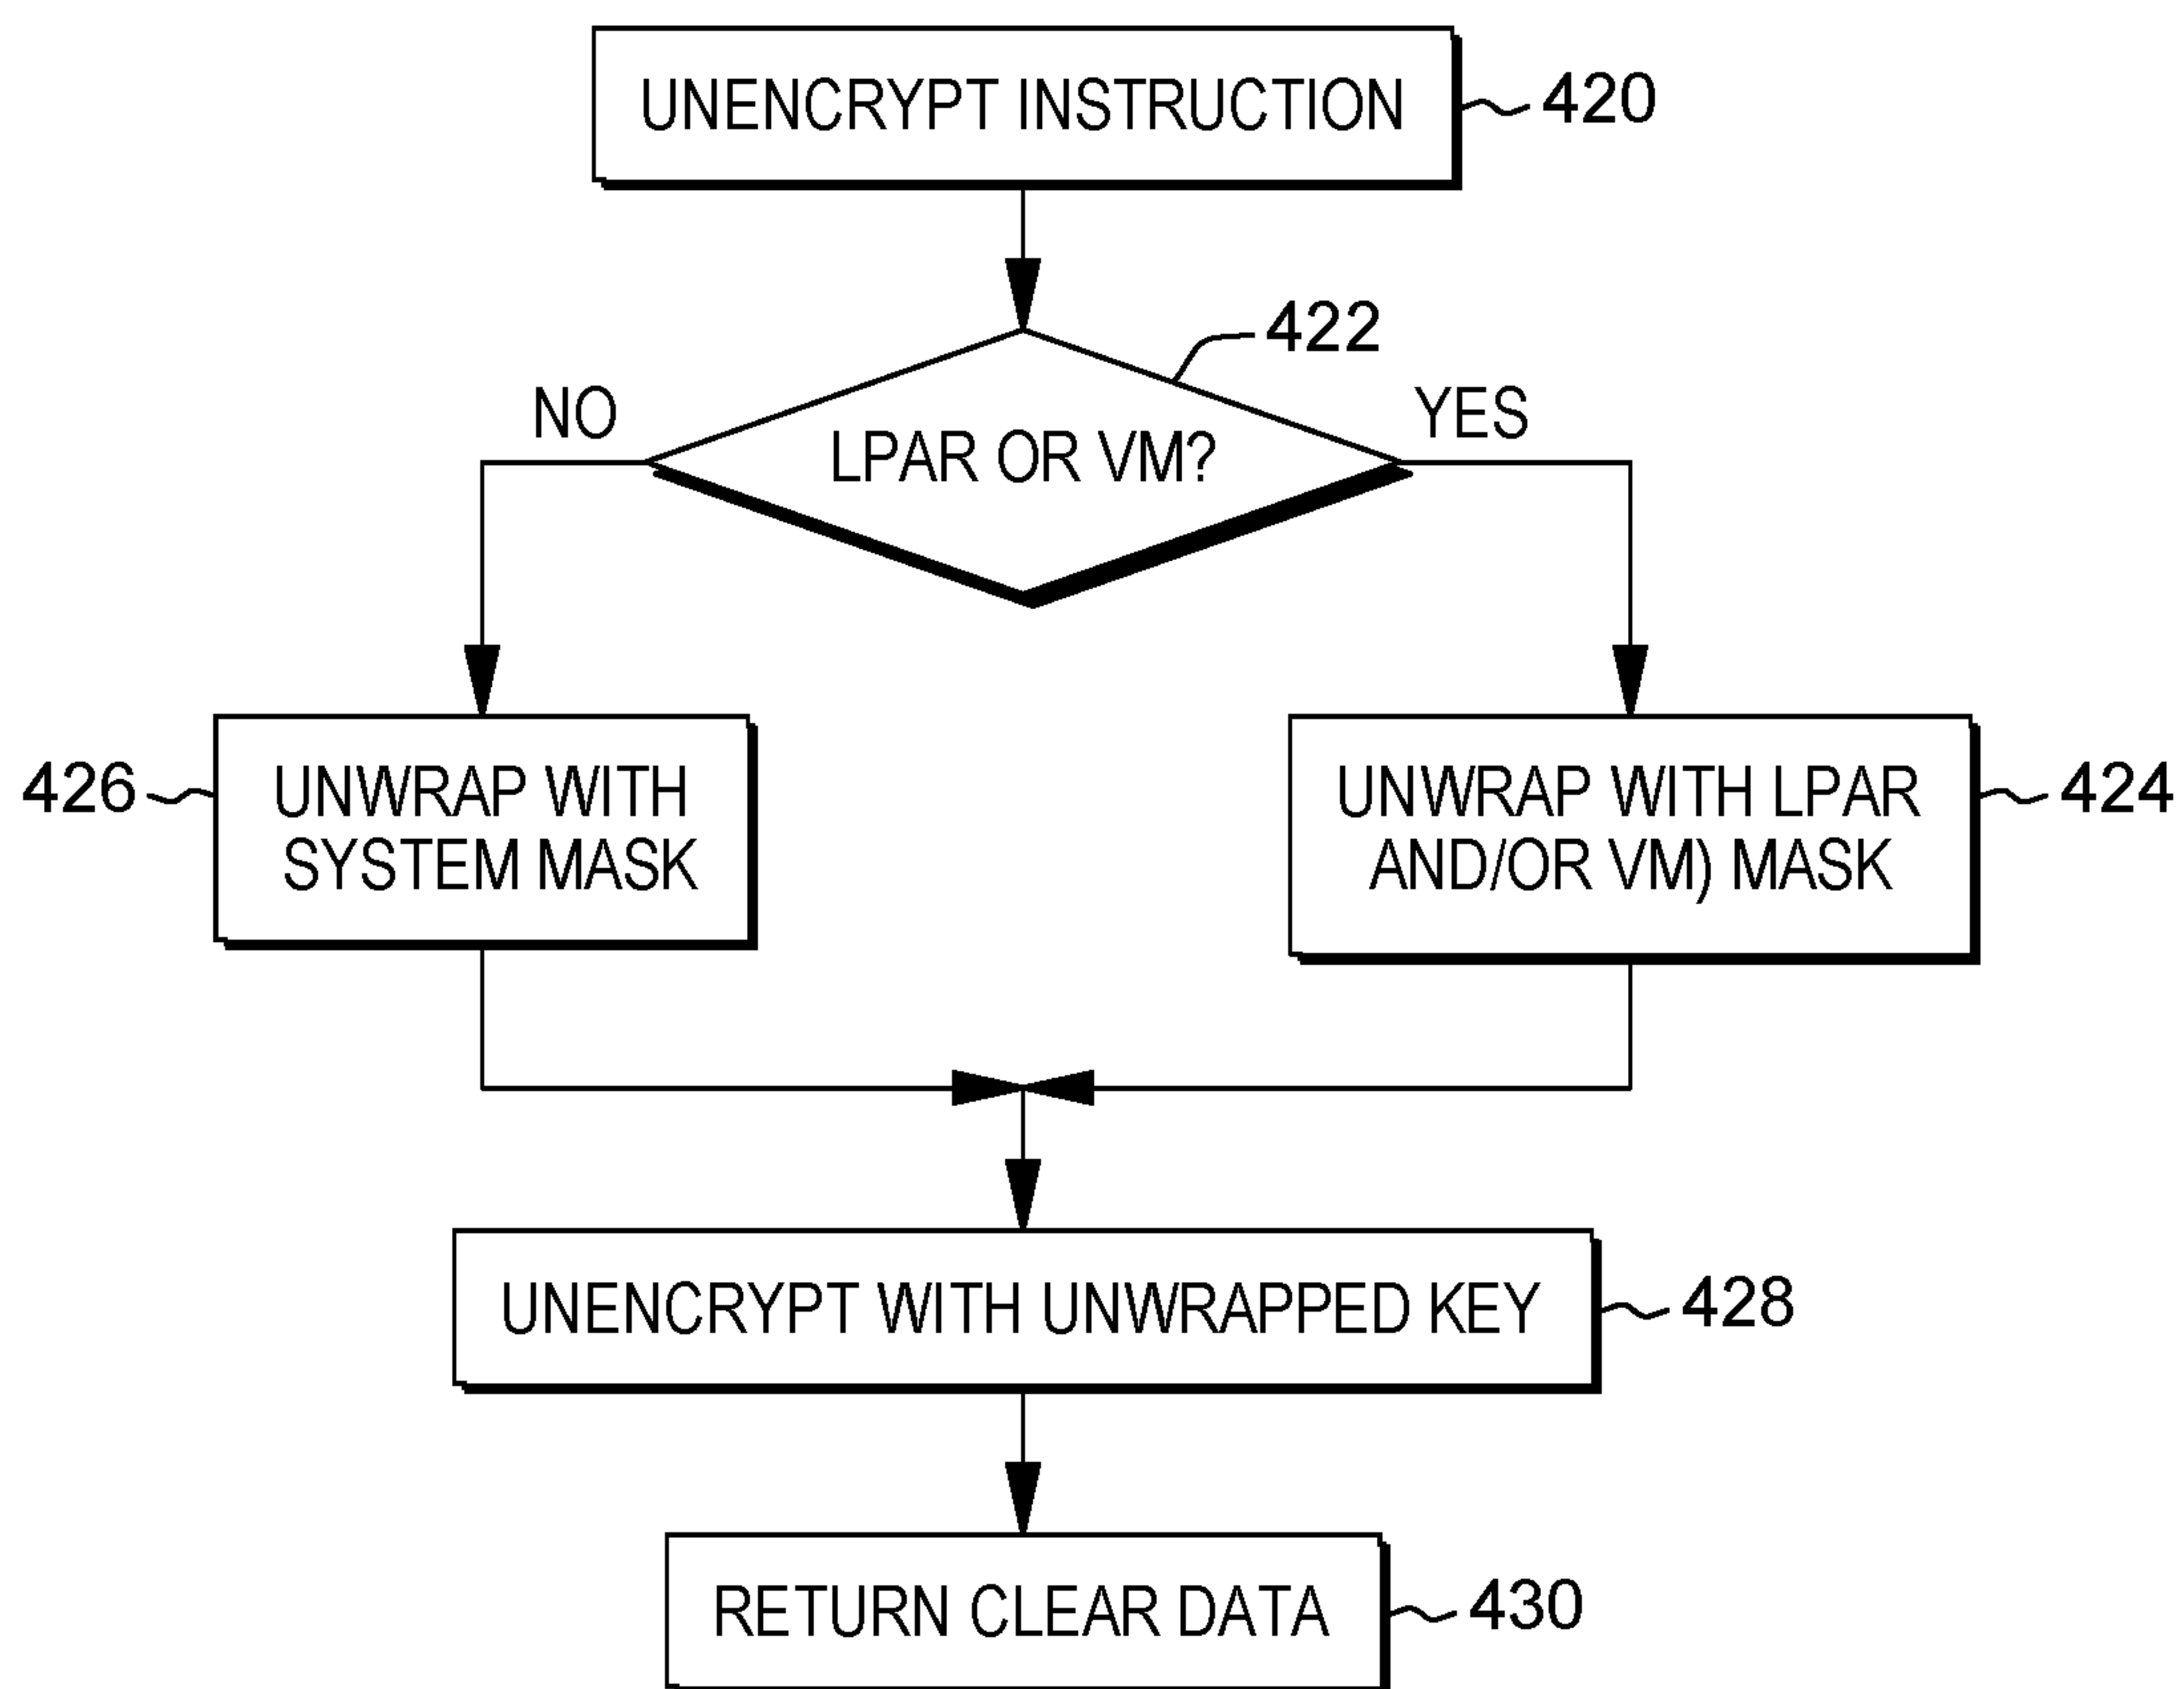 UNENCRYPT INSTRUCTION
420
422
NO
YES
LPAR OR VM?
426
UNWRAP WITH
SYSTEM MASK
UNWRAP WITH LPAR
AND/OR VM) MASK
424
UNENCRYPT WITH UNWRAPPED KEY
428
RETURN CLEAR DATA
430